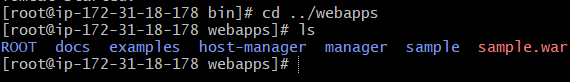 [root@ip-172-31-18-178 bin]# cd ../webapps
[root@ip-172-31-18-178 webapps]# ls
ROOT  docs  examples  host-manager  manager  sample  sample.war
[root@ip-172-31-18-178 webapps]#